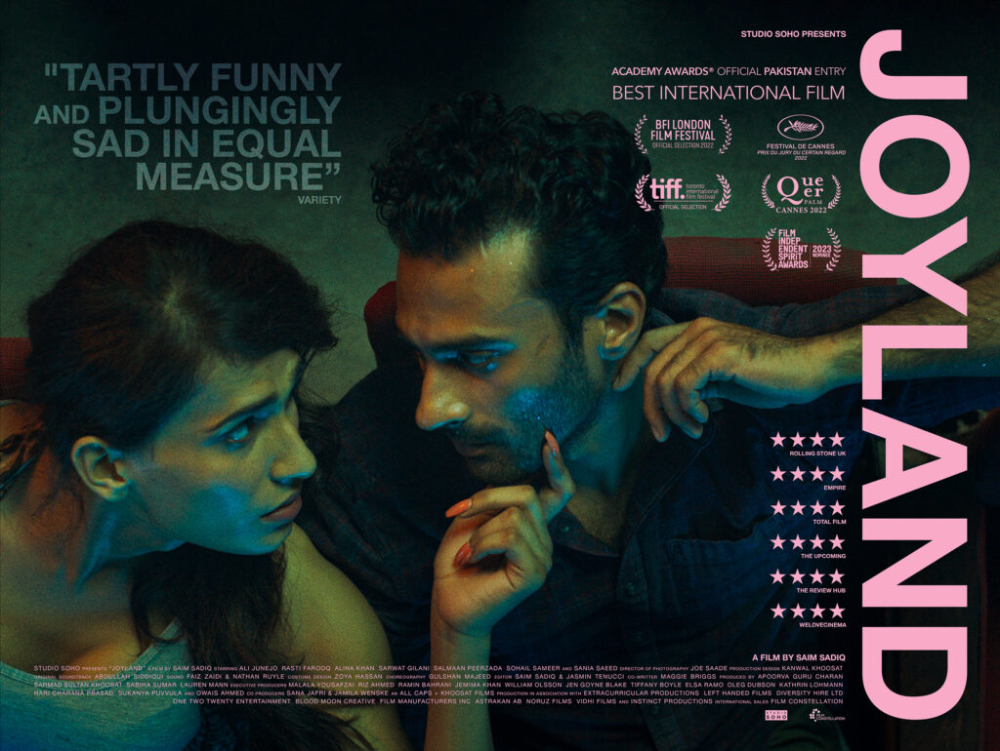 "TARTLY FUNNY
AND PLUNGINGLY
SAD IN EQUAL
MEASURE”
VARIETY
STUDIO SOHO PRESENTS
ACADEMY AWARDS® OFFICIAL PAKISTAN ENTRY
BEST INTERNATIONAL FILM
BFI LONDON
FILM FESTIVAL
OFFICIAL SELECTION 2022
FESTIVAL DE CANNES
PRIX DU JURY UN CERTAIN REGARD
2022
tiff. toronto
international
film festival
OFFICIAL SELECTION
Queer
PALM
CANNES 2022
FILM
INDEP
ENDENT
SPIRIT
AWARDS
2023
NOMINEE
JOYLAND
★★★★
ROLLING STONE UK
★★★★
EMPIRE
★★★★
TOTAL FILM
★★★★
THE UPCOMING
★★★★
THE REVIEW HUB
★★★★
WELOVECINEMA
A FILM BY SAIM SADIQ
STUDIO SOHO PRESENTS "JOYLAND" A FILM BY SAIM SADIQ STARRING ALI JUNEJO RASTI FAROOQ ALINA KHAN SARWAT GILANI SALMAAN PEERZADA SOHAIL SAMEER AND SANIA SAEED DIRECTOR OF PHOTOGRAPHY JOE SAADE PRODUCTION DESIGN KANWAL KHOOSAT
ORIGINAL SOUNDTRACK ABDULLAH SIDDIQUI SOUND FAIZ ZAIDI & NATHAN RUYLE COSTUME DESIGN ZOYA HASSAN CHOREOGRAPHY GULSHAN MAJEED EDITOR SAIM SADIQ & JASMIN TENUCCI CO-WRITER MAGGIE BRIGGS PRODUCED BY APOORVA GURU CHARAN
SARMAD SULTAN KHOOSAT SABIHA SUMAR LAUREN MANN EXECUTIVE PRODUCERS MALALA YOUSAFZAI RIZ AHMED RAMIN BAHRANI JEMIMA KHAN WILLIAM OLSSON JEN GOYNE BLAKE TIFFANY BOYLE ELSA RAMO OLEG DUBSON KATHRIN LOHMANN
HARI CHARANA PRASAD SUKANYA PUVVULA AND OWAIS AHMED CO PRODUCERS SANA JAFRI & JAMILA WENSKE AN ALL CAPS + KHOOSAT FILMS PRODUCTION IN ASSOCIATION WITH EXTRACURRICULAR PRODUCTIONS LEFT HANDED FILMS DIVERSITY HIRE LTD
ONE TWO TWENTY ENTERTAINMENT BLOOD MOON CREATIVE FILM MANUFACTURERS INC ASTRAKAN AB NORUZ FILMS VIDHI FILMS AND INSTINCT PRODUCTIONS INTERNATIONAL SALES FILM CONSTELLATION
STUDIO
SOHO
FILM
CONSTELLATION